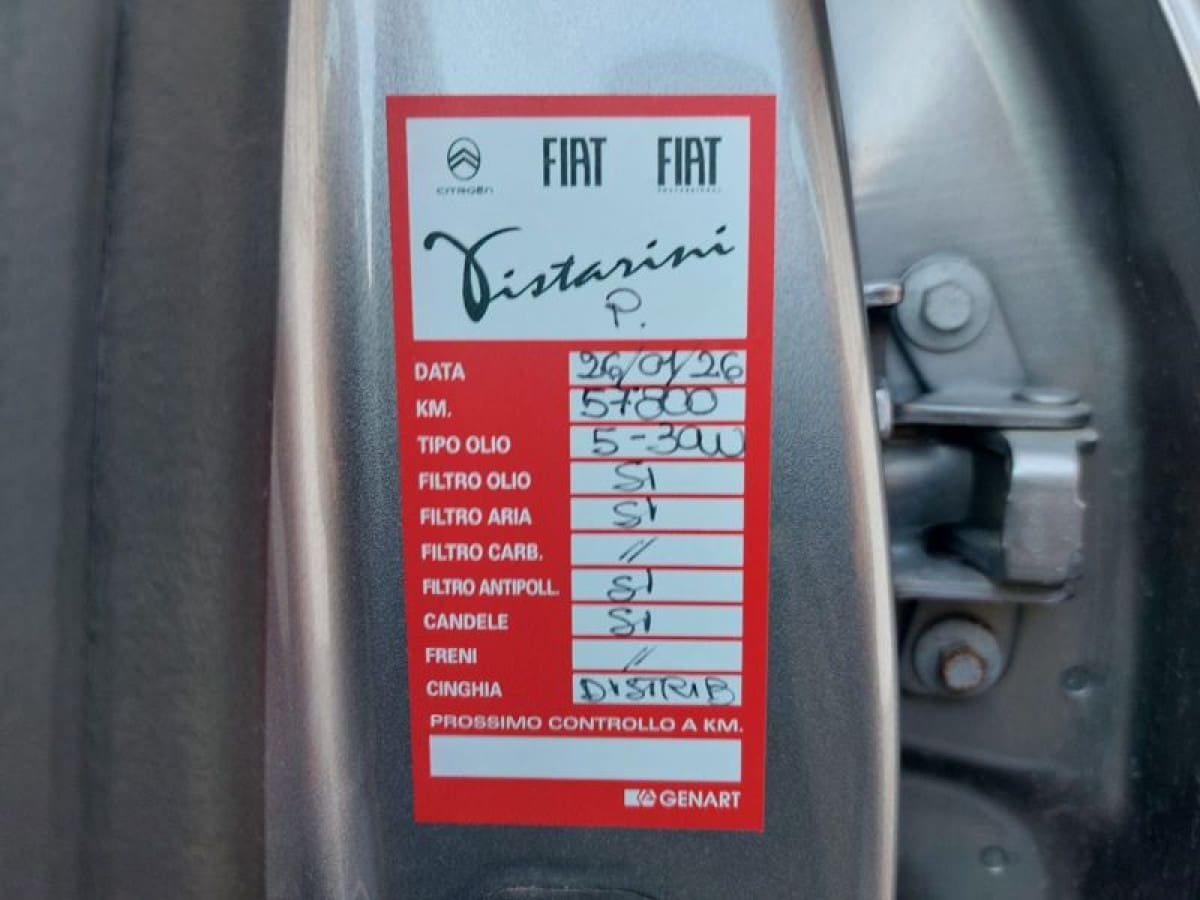 CITROËN FIAT FIAT
PROFESSIONAL
Vistarini
P.
DATA 26/01/26
KM. 57800
TIPO OLIO 5-30W
FILTRO OLIO SI
FILTRO ARIA SI
FILTRO CARB. //
FILTRO ANTIPOLL. SI
CANDELE SI
FRENI //
CINGHIA DISTRIB
PROSSIMO CONTROLLO A KM.
GENART